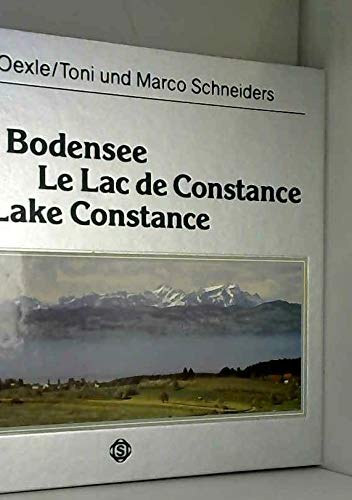 Oexle/Toni und Marco Schneiders
Bodensee
Le Lac de Constance
Lake Constance
S